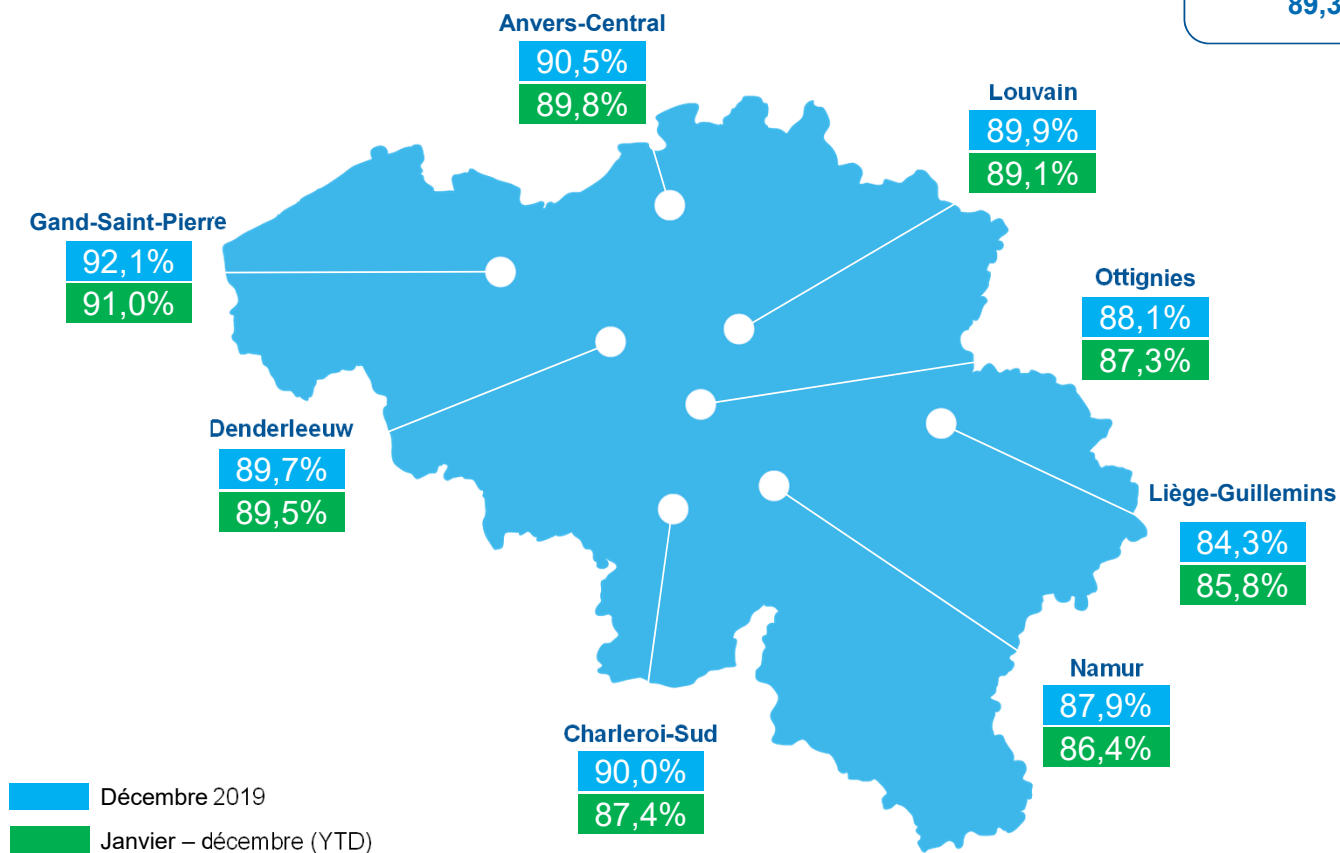 89,3
Anvers-Central
90,5%
89,8%
Louvain
89,9%
89,1%
Gand-Saint-Pierre
92,1%
91,0%
Ottignies
88,1%
87,3%
Denderleeuw
89,7%
89,5%
Liège-Guillemins
84,3%
85,8%
Namur
87,9%
86,4%
Charleroi-Sud
90,0%
87,4%
Décembre 2019
Janvier – décembre (YTD)